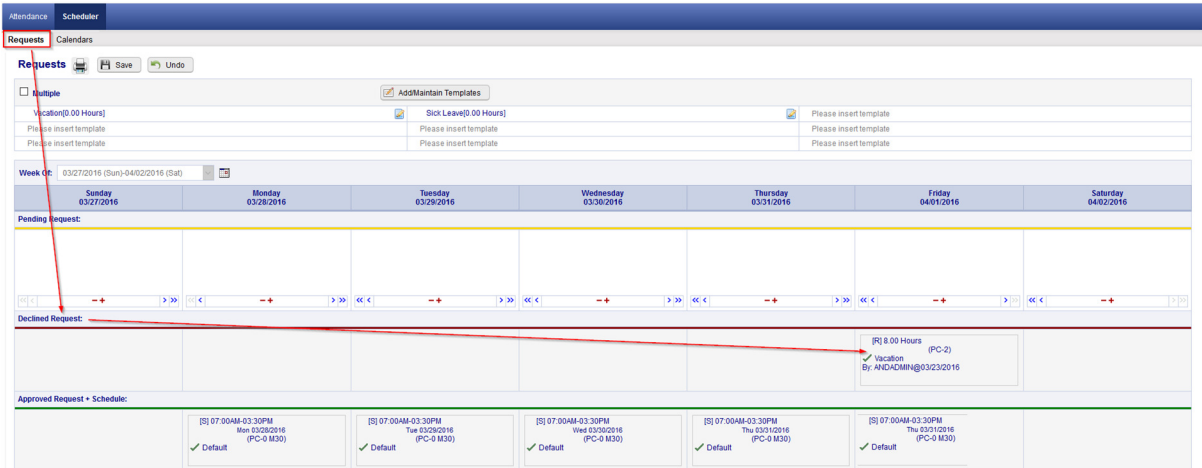 Attendance Scheduler
Requests Calendars
Requests Save Undo
Multiple Add/Maintain Templates
Vacation[0.00 Hours] Sick Leave[0.00 Hours] Please insert template
Please insert template Please insert template Please insert template
Please insert template Please insert template Please insert template
Week Of: 03/27/2016 (Sun)-04/02/2016 (Sat)
Sunday Monday Tuesday Wednesday Thursday Friday Saturday
03/27/2016 03/28/2016 03/29/2016 03/30/2016 03/31/2016 04/01/2016 04/02/2016
Pending Request:
Declined Request:
[R] 8.00 Hours
(PC-2)
Vacation
By: ANDADMIN@03/23/2016
Approved Request + Schedule:
[S] 07:00AM-03:30PM [S] 07:00AM-03:30PM [S] 07:00AM-03:30PM [S] 07:00AM-03:30PM [S] 07:00AM-03:30PM
Mon 03/28/2016 Tue 03/29/2016 Wed 03/30/2016 Thu 03/31/2016 Thu 03/31/2016
(PC-0 M30) (PC-0 M30) (PC-0 M30) (PC-0 M30) (PC-0 M30)
Default Default Default Default Default